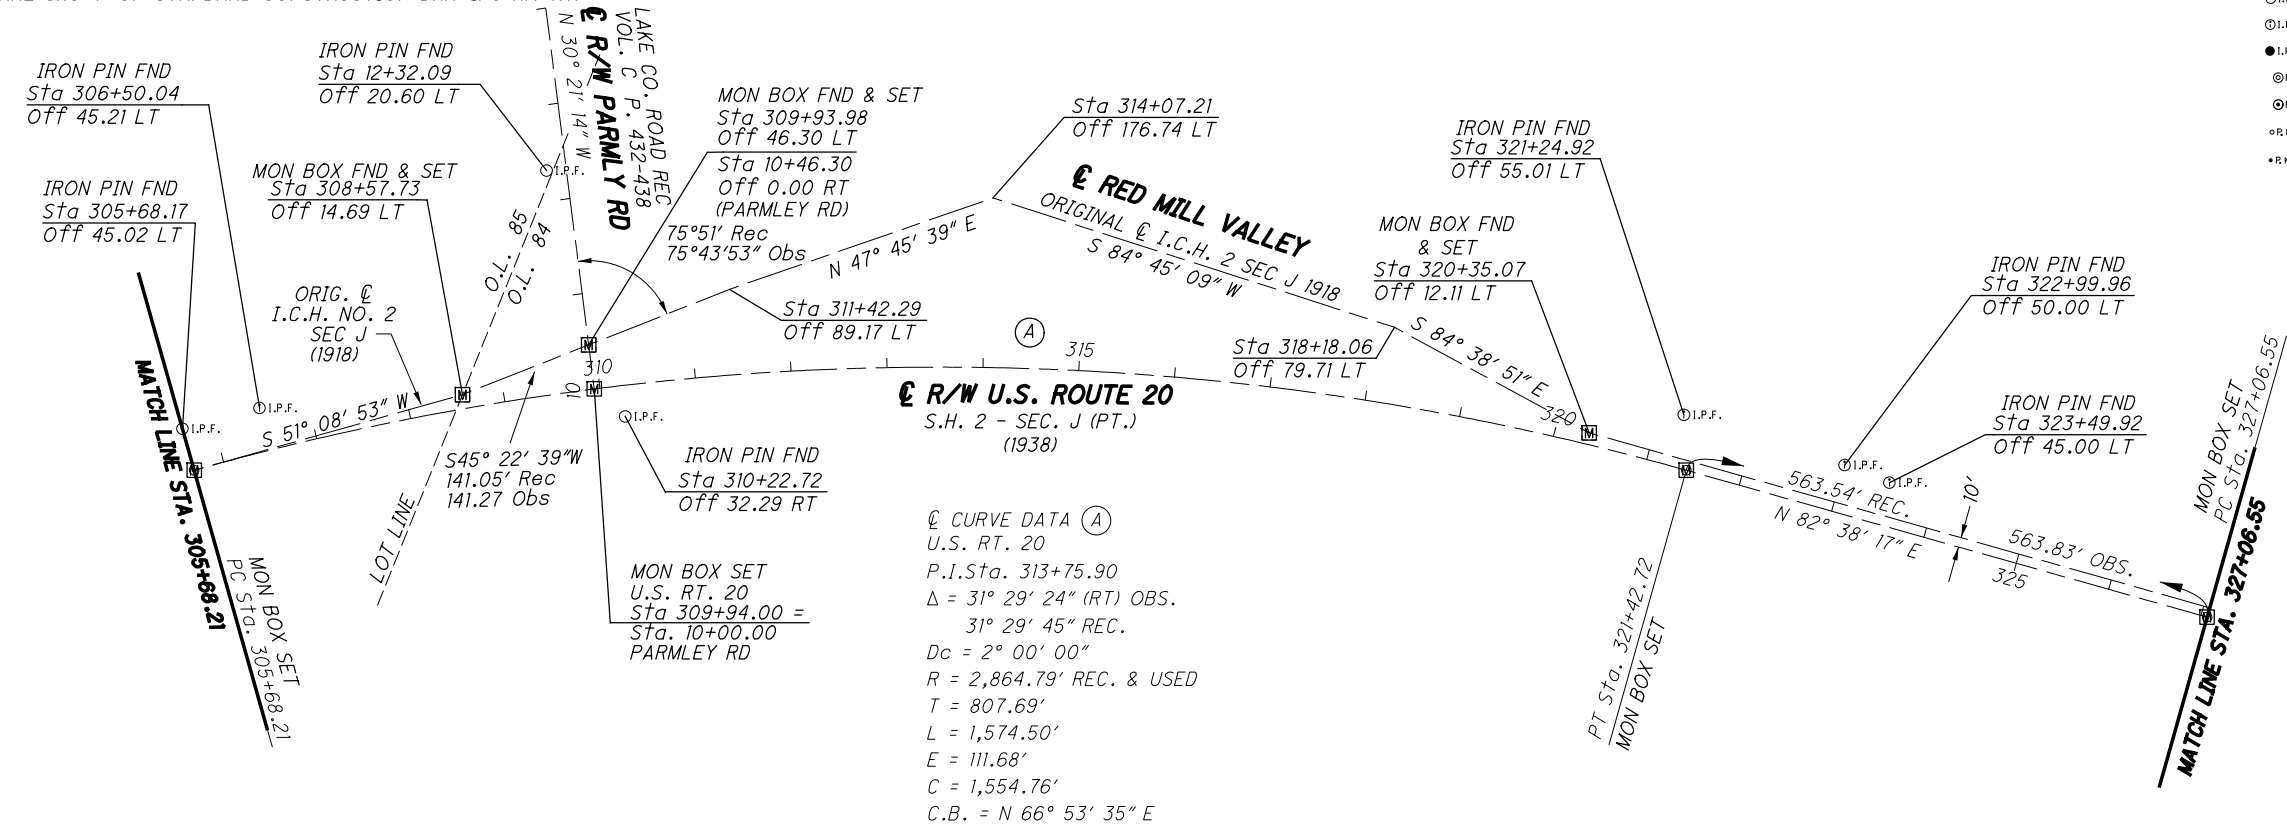 IRON PIN FND
Sta 306+50.04
Off 45.21 LT
IRON PIN FND
Sta 12+32.09
Off 20.60 LT
LAKE CO. ROAD REC
VOL. C P. 432-438
℄ R/W PARMLY RD
N 30° 21' 14" W
MON BOX FND & SET
Sta 309+93.98
Off 46.30 LT
Sta 10+46.30
Off 0.00 RT
(PARMLEY RD)
75°51' Rec
75°43'53" Obs
Sta 314+07.21
Off 176.74 LT
IRON PIN FND
Sta 321+24.92
Off 55.01 LT
IRON PIN FND
Sta 305+68.17
Off 45.02 LT
MON BOX FND & SET
Sta 308+57.73
Off 14.69 LT
I.P.F.
O.L. 85
O.L. 84
N 47° 45' 39" E
℄ RED MILL VALLEY
ORIGINAL ℄ I.C.H. 2 SEC J 1918
S 84° 45' 09" W
MON BOX FND
& SET
Sta 320+35.07
Off 12.11 LT
IRON PIN FND
Sta 322+99.96
Off 50.00 LT
ORIG. ℄
I.C.H. NO. 2
SEC J
(1918)
Sta 311+42.29
Off 89.17 LT
A
315
310
10
M
M
M
Sta 318+18.06
Off 79.71 LT
S 84° 38' 51" E
320
M
I.P.F.
IRON PIN FND
Sta 323+49.92
Off 45.00 LT
MATCH LINE STA. 305+68.21
I.P.F.
I.P.F.
S 51° 08' 53" W
℄ R/W U.S. ROUTE 20
S.H. 2 - SEC. J (PT.)
(1938)
I.P.F.
S45° 22' 39"W
141.05' Rec
141.27 Obs
IRON PIN FND
Sta 310+22.72
Off 32.29 RT
I.P.F.
I.P.F.
563.54' REC.
N 82° 38' 17" E
10'
563.83' OBS.
325
MON BOX SET
PC Sta. 327+06.55
MATCH LINE STA. 327+06.55
LOT LINE
MON BOX SET
PC Sta. 305+68.21
MON BOX SET
U.S. RT. 20
Sta 309+94.00 =
Sta. 10+00.00
PARMLEY RD
℄ CURVE DATA A
U.S. RT. 20
P.I.Sta. 313+75.90
Δ = 31° 29' 24" (RT) OBS.
31° 29' 45" REC.
Dc = 2° 00' 00"
R = 2,864.79' REC. & USED
T = 807.69'
L = 1,574.50'
E = 111.68'
C = 1,554.76'
C.B. = N 66° 53' 35" E
PT Sta. 321+42.72
MON BOX SET